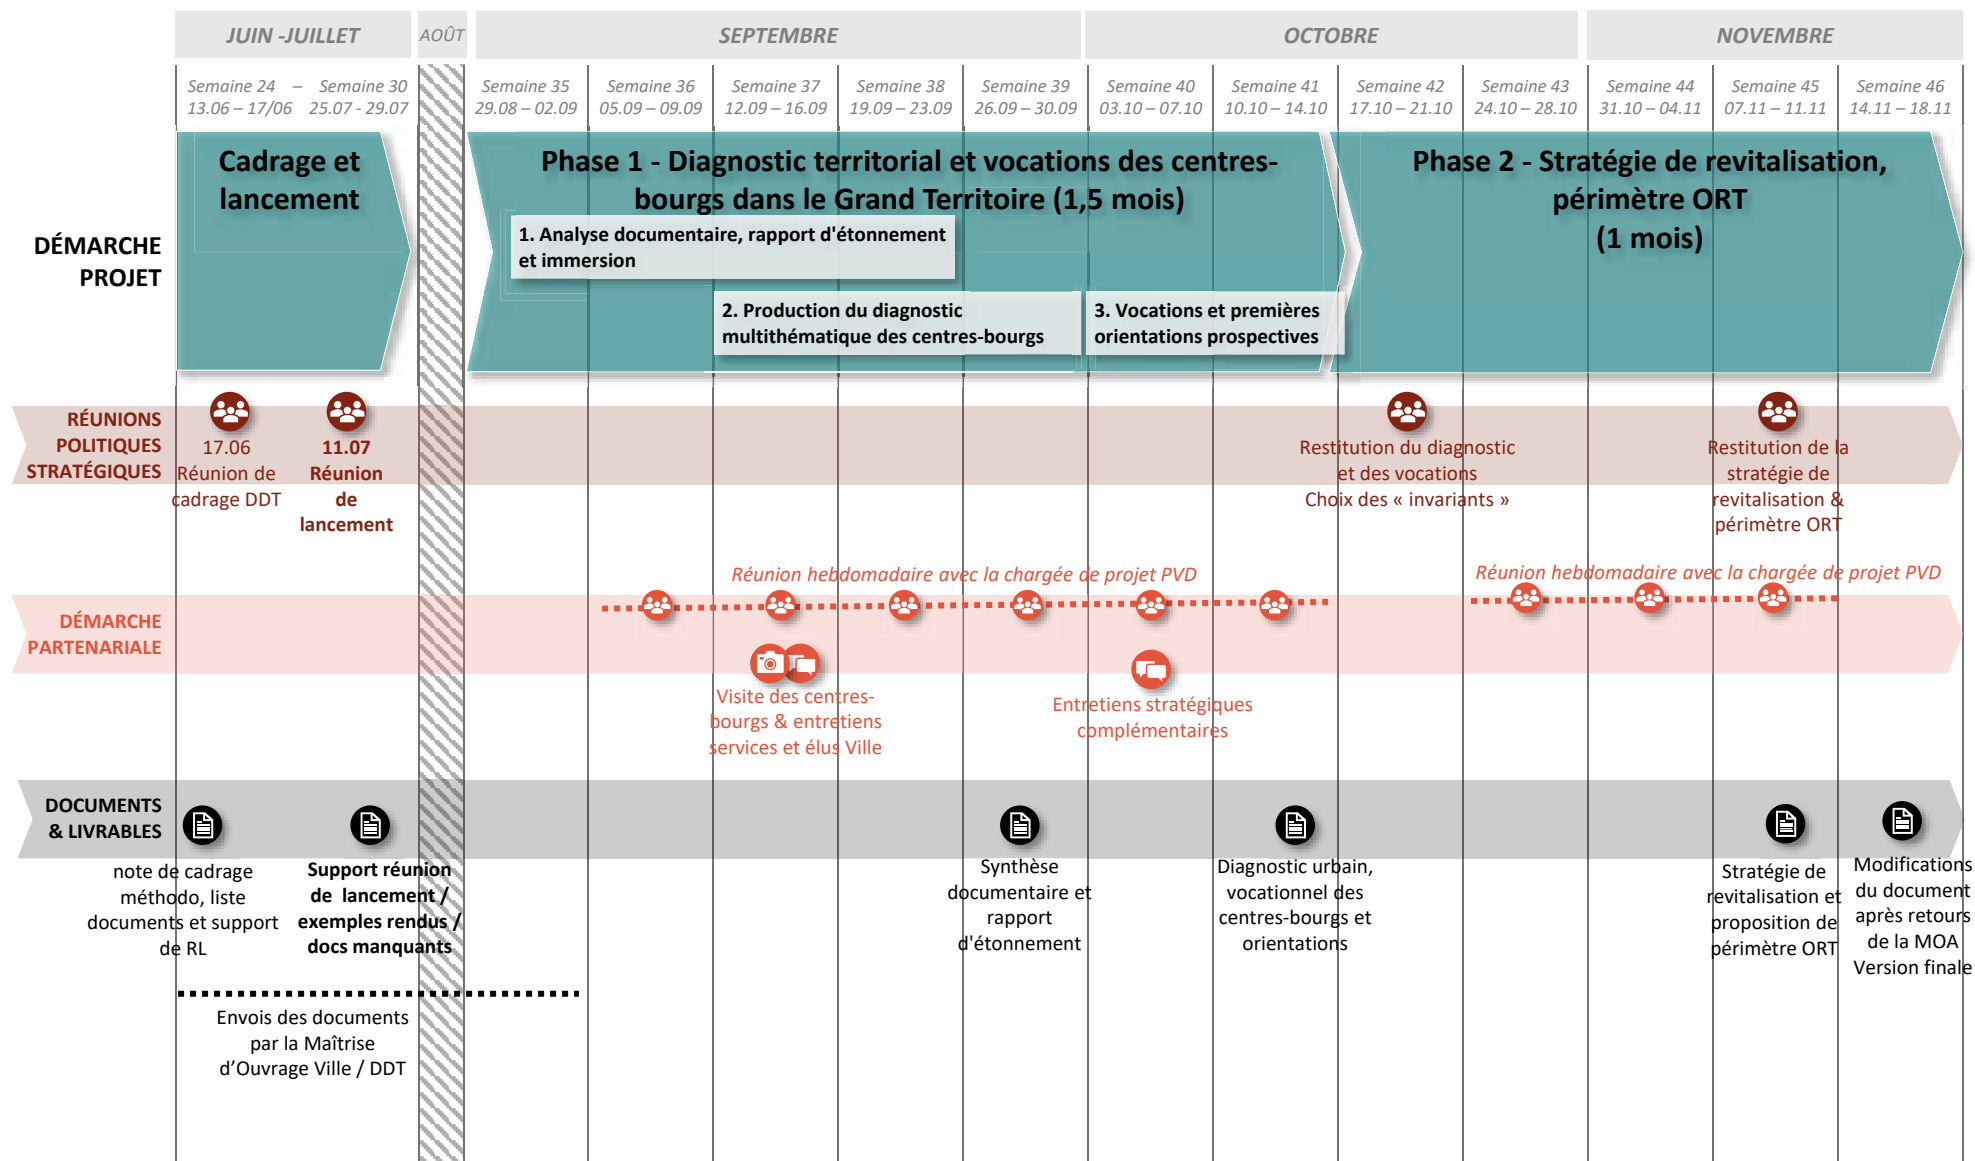 JUIN -JUILLET
AOÛT
SEPTEMBRE
OCTOBRE
NOVEMBRE
Semaine 24 – Semaine 30
13.06 – 17/06 25.07 - 29.07
Semaine 35
29.08 – 02.09
Semaine 36
05.09 – 09.09
Semaine 37
12.09 – 16.09
Semaine 38
19.09 – 23.09
Semaine 39
26.09 – 30.09
Semaine 40
03.10 – 07.10
Semaine 41
10.10 – 14.10
Semaine 42
17.10 – 21.10
Semaine 43
24.10 – 28.10
Semaine 44
31.10 – 04.11
Semaine 45
07.11 – 11.11
Semaine 46
14.11 – 18.11
DÉMARCHE
PROJET
Cadrage et
lancement
Phase 1 - Diagnostic territorial et vocations des centres-
bourgs dans le Grand Territoire (1,5 mois)
1. Analyse documentaire, rapport d'étonnement
et immersion
2. Production du diagnostic
multithématique des centres-bourgs
3. Vocations et premières
orientations prospectives
Phase 2 - Stratégie de revitalisation,
périmètre ORT
(1 mois)
RÉUNIONS
POLITIQUES
STRATÉGIQUES
17.06
Réunion de
cadrage DDT
11.07
Réunion
de
lancement
Restitution du diagnostic
et des vocations
Choix des « invariants »
Restitution de la
stratégie de
revitalisation &
périmètre ORT
DÉMARCHE
PARTENARIALE
Réunion hebdomadaire avec la chargée de projet PVD
Réunion hebdomadaire avec la chargée de projet PVD
Visite des centres-
bourgs & entretiens
services et élus Ville
Entretiens stratégiques
complémentaires
DOCUMENTS
& LIVRABLES
note de cadrage
méthodo, liste
documents et support
de RL
Support réunion
de lancement /
exemples rendus /
docs manquants
Synthèse
documentaire et
rapport
d'étonnement
Diagnostic urbain,
vocationnel des
centres-bourgs et
orientations
Stratégie de
revitalisation et
proposition de
périmètre ORT
Modifications
du document
après retours
de la MOA
Version finale
Envois des documents
par la Maîtrise
d’Ouvrage Ville / DDT